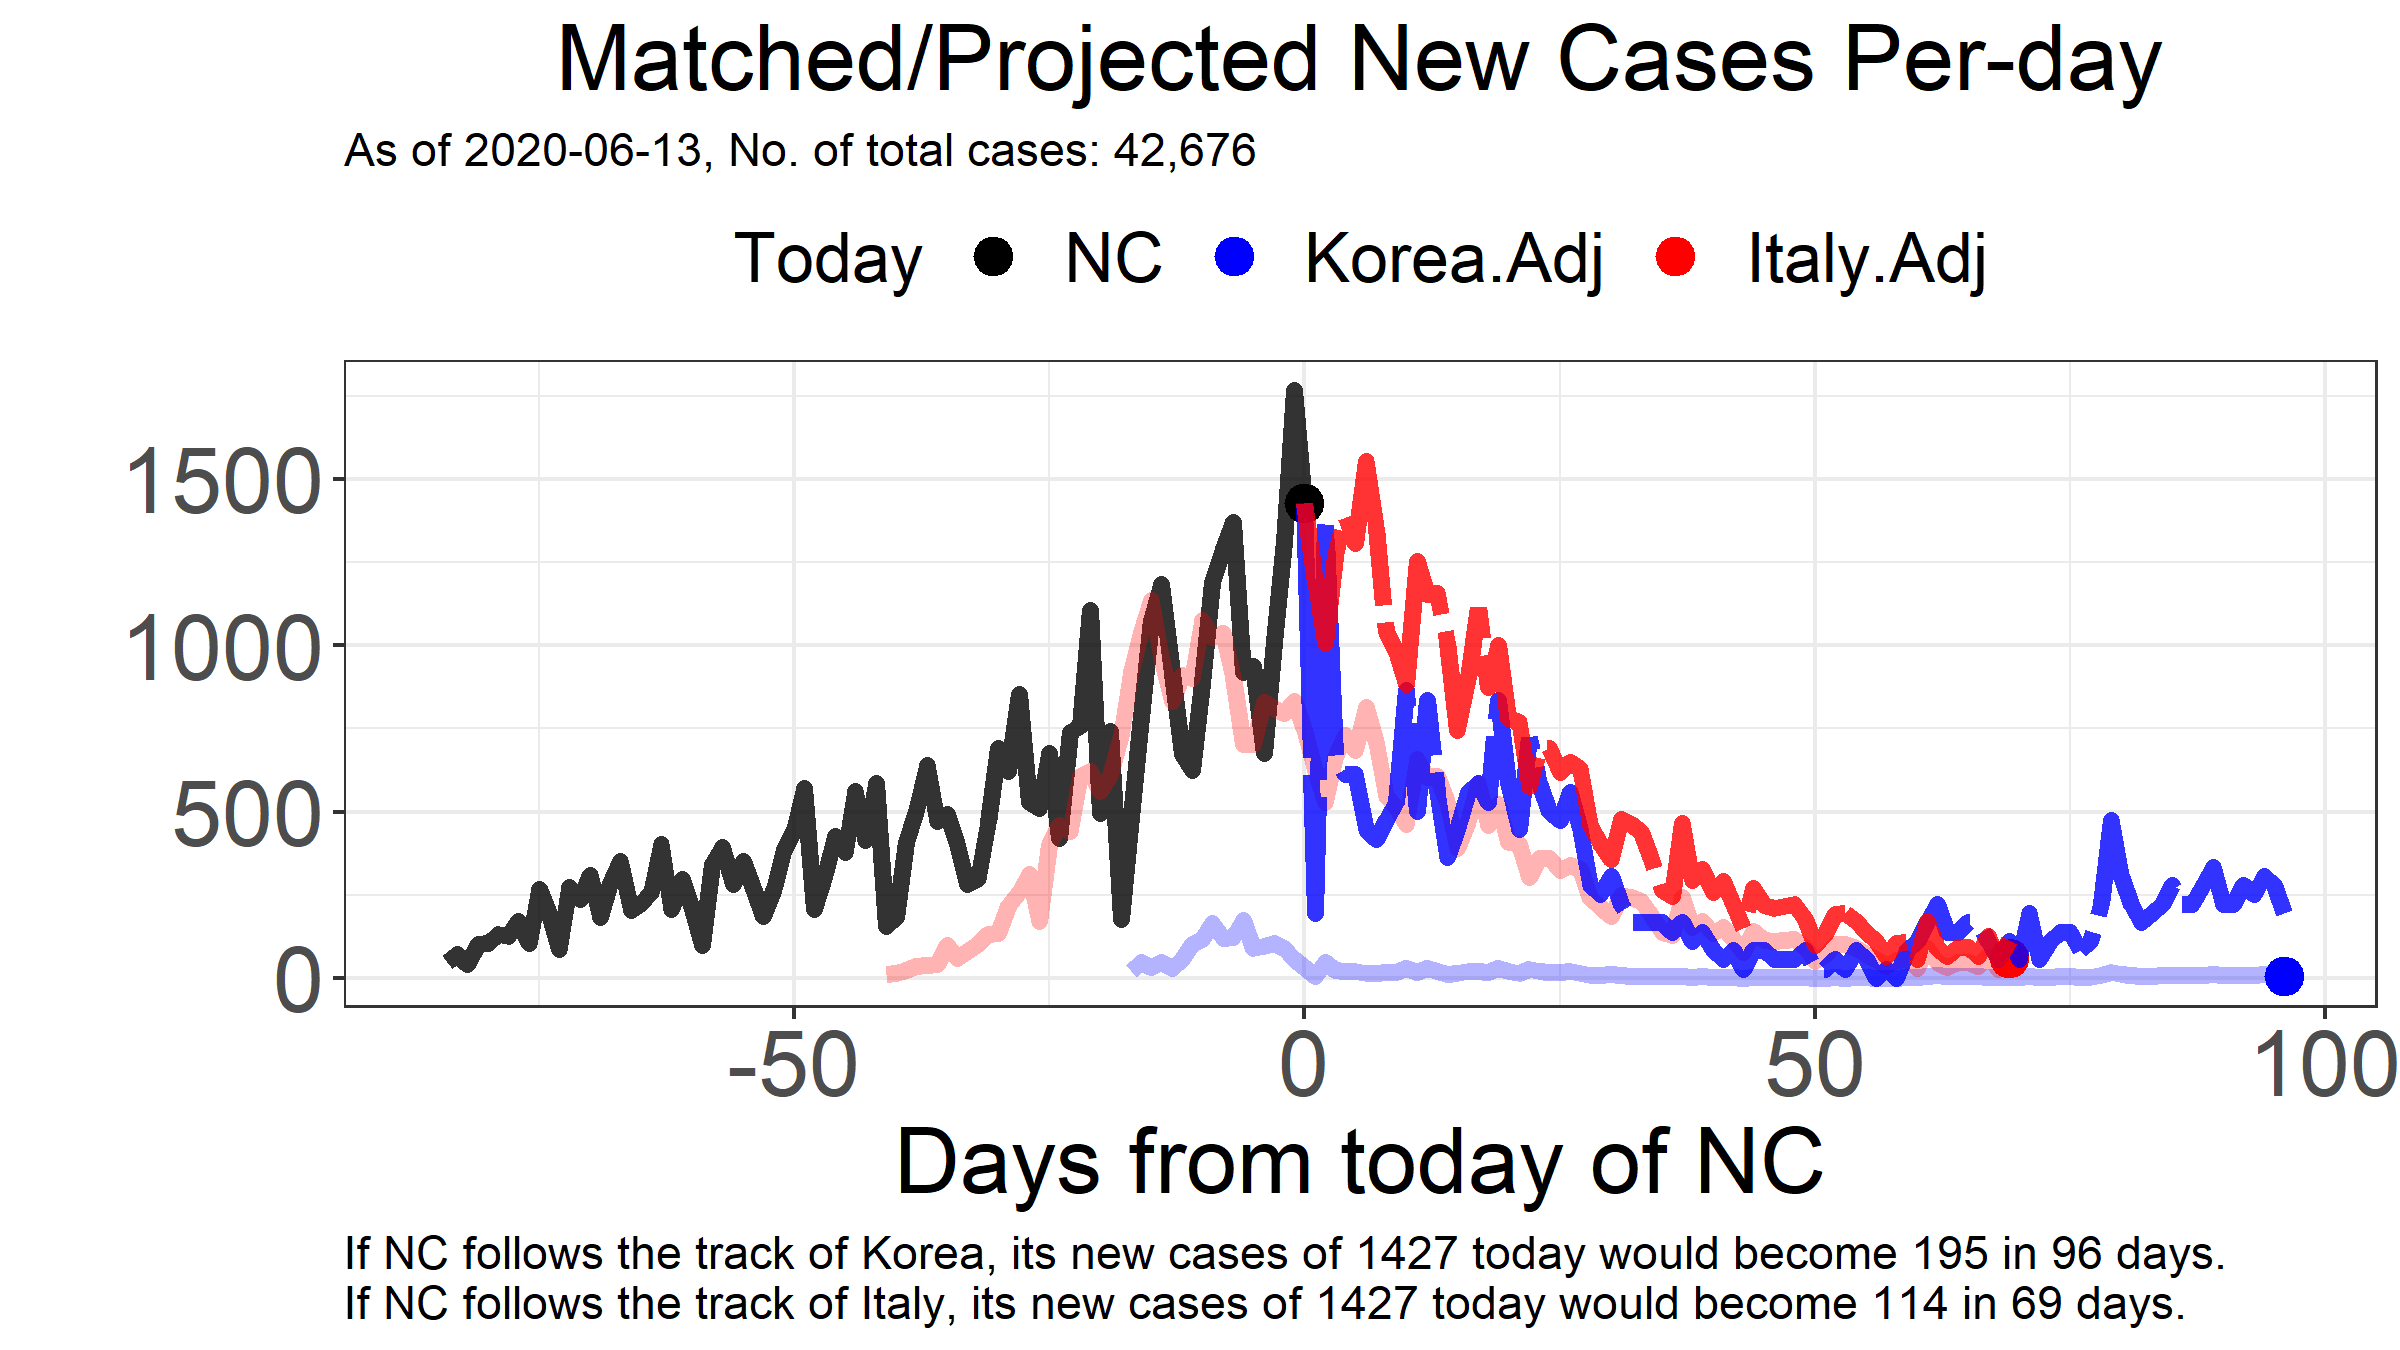 Matched/Projected New Cases Per-day
As of 2020-06-13, No. of total cases: 42,676
Today NC Korea.Adj Italy.Adj
1500
1000
500
0
-50 0 50 100
Days from today of NC
If NC follows the track of Korea, its new cases of 1427 today would become 195 in 96 days.
If NC follows the track of Italy, its new cases of 1427 today would become 114 in 69 days.